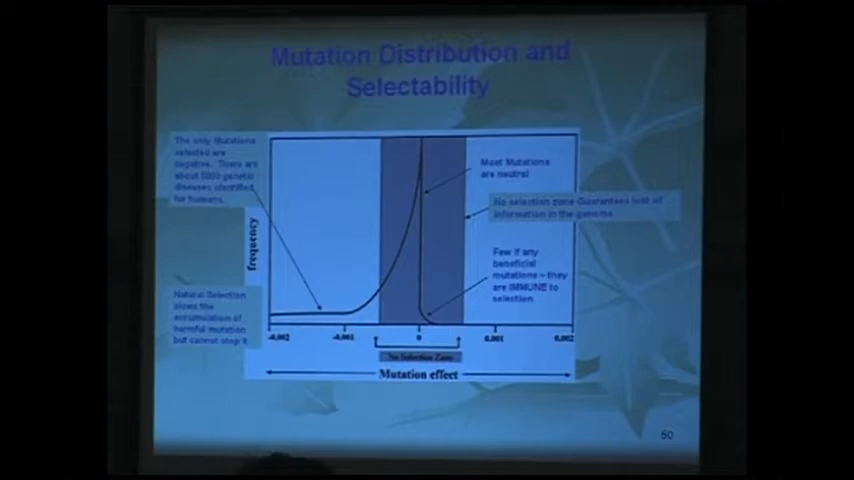 Mutation Distribution and
Selectability
The only Mutations
selected are
negative. There are
about 5000 genetic
diseases identified
for humans.
Natural Selection
slows the
accumulation of
harmful mutation
but cannot stop it
frequency
Most Mutations
are neutral
No selection zone Guarantees loss of
information in the genome
Few if any
beneficial
mutations – they
are IMMUNE to
selection
-0.002
-0.001
0
0.001
0.002
No Selection Zone
Mutation effect
50